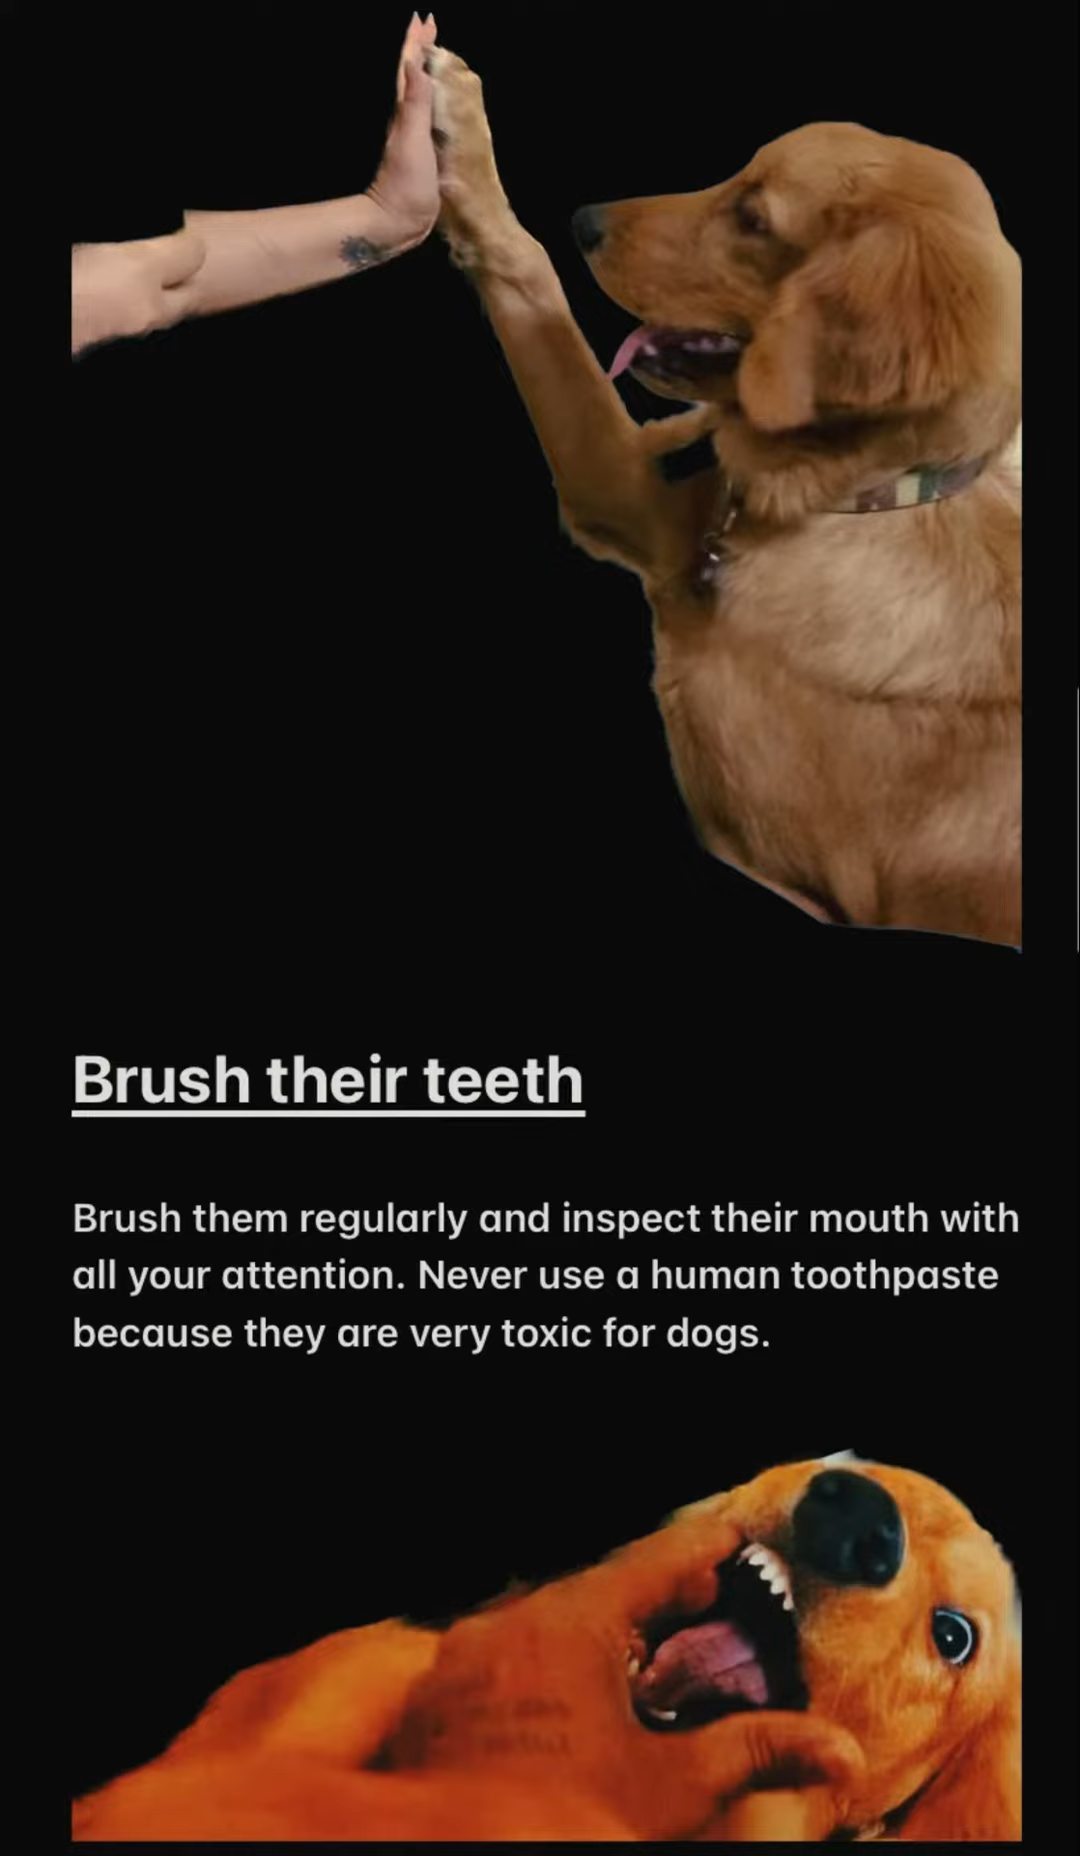 Brush their teeth
Brush them regularly and inspect their mouth with
all your attention. Never use a human toothpaste
because they are very toxic for dogs.